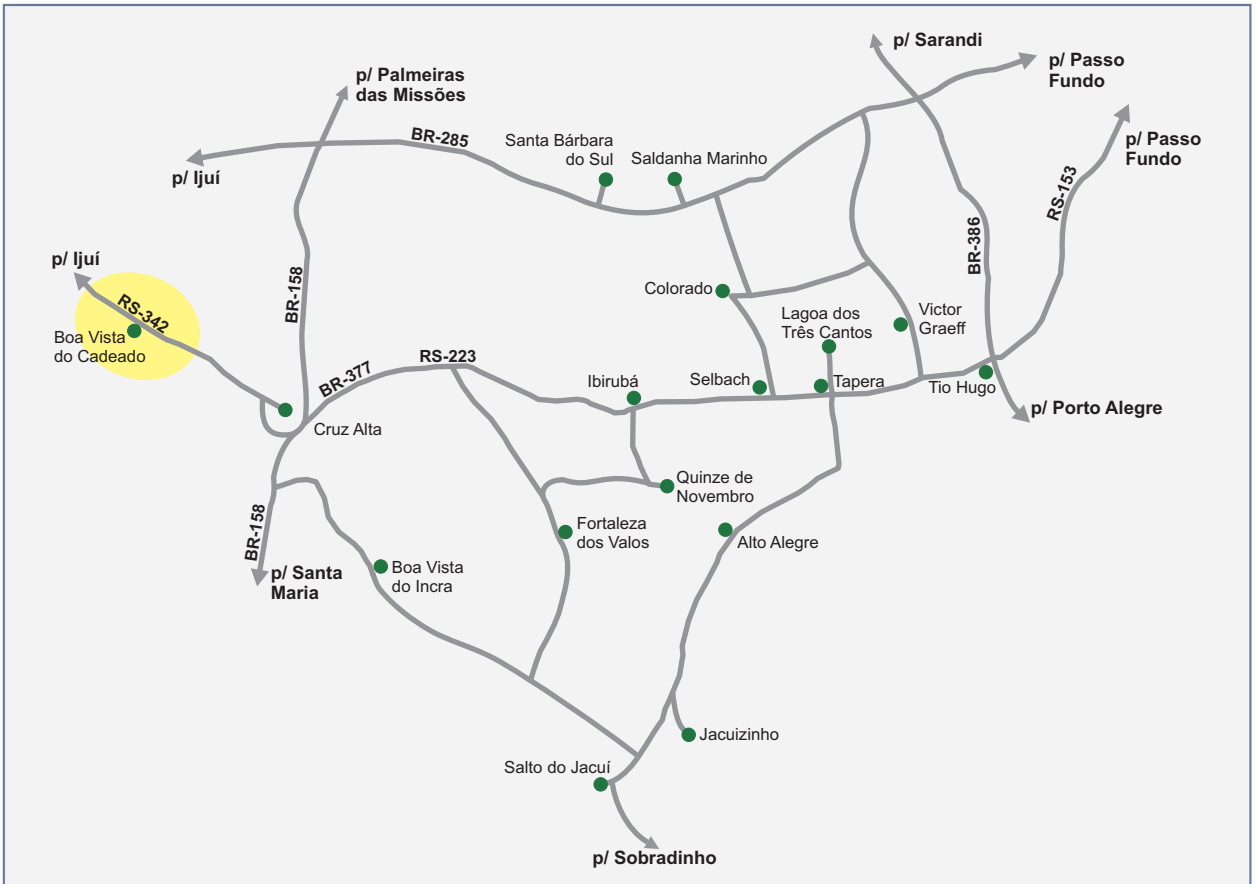 p/ Sarandi
p/ Passo
Fundo
p/ Palmeiras
das Missões
BR-285
Santa Bárbara
do Sul
Saldanha Marinho
p/ Passo
Fundo
p/ Ijuí
RS-153
BR-386
p/ Ijuí
RS-342
Boa Vista
do Cadeado
BR-158
Colorado
Lagoa dos
Três Cantos
Victor
Graeff
BR-377
RS-223
Ibirubá
Selbach
Tapera
Tio Hugo
p/ Porto Alegre
Cruz Alta
Quinze de
Novembro
BR-158
Fortaleza
dos Valos
Alto Alegre
p/ Santa
Maria
Boa Vista
do Incra
Jacuizinho
Salto do Jacuí
p/ Sobradinho